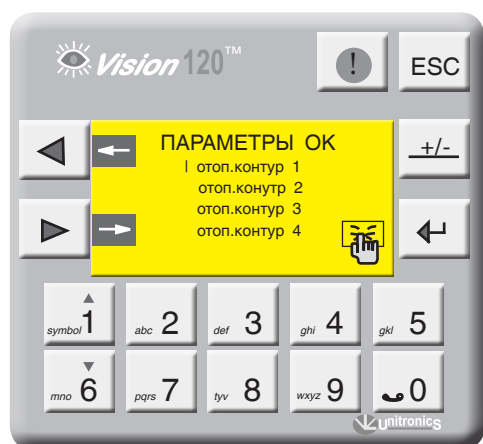 Vision 120™
! ESC
ПАРАМЕТРЫ ОК
| отоп.контур 1
отоп.конутр 2
отоп.контур 3
отоп.контур 4
+/-
symbol 1
abc 2
def 3
ghi 4
gkl 5
mno 6
pqrs 7
tyv 8
wxyz 9
0
Unitronics